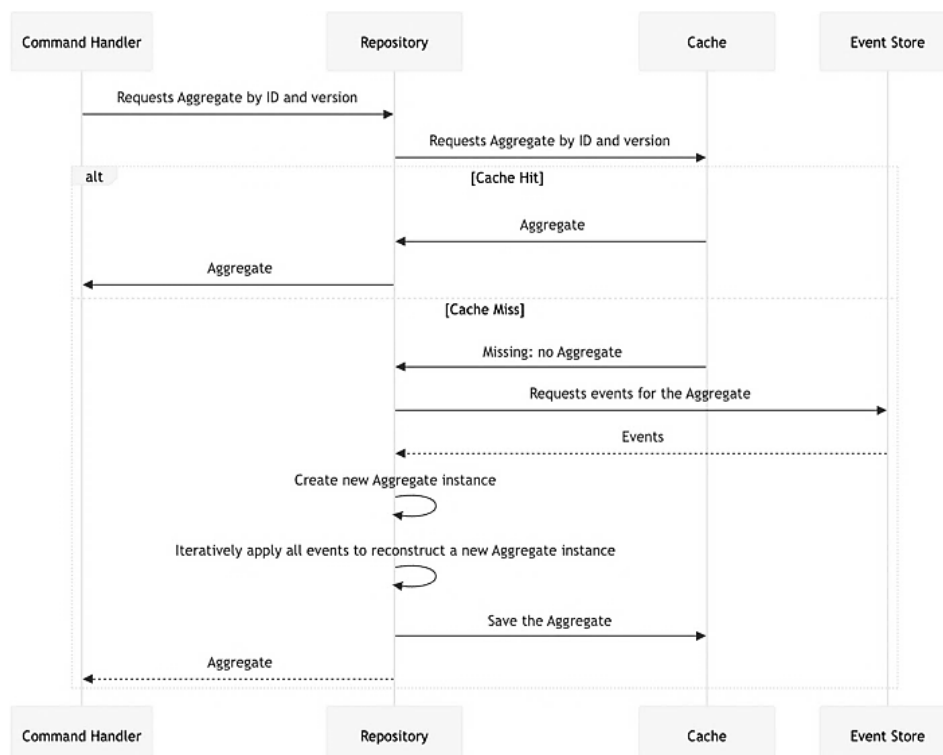 Command Handler
Repository
Cache
Event Store
Requests Aggregate by ID and version
Requests Aggregate by ID and version
alt
[Cache Hit]
Aggregate
Aggregate
[Cache Miss]
Missing: no Aggregate
Requests events for the Aggregate
Events
Create new Aggregate instance
Iteratively apply all events to reconstruct a new Aggregate instance
Save the Aggregate
Aggregate
Command Handler
Repository
Cache
Event Store